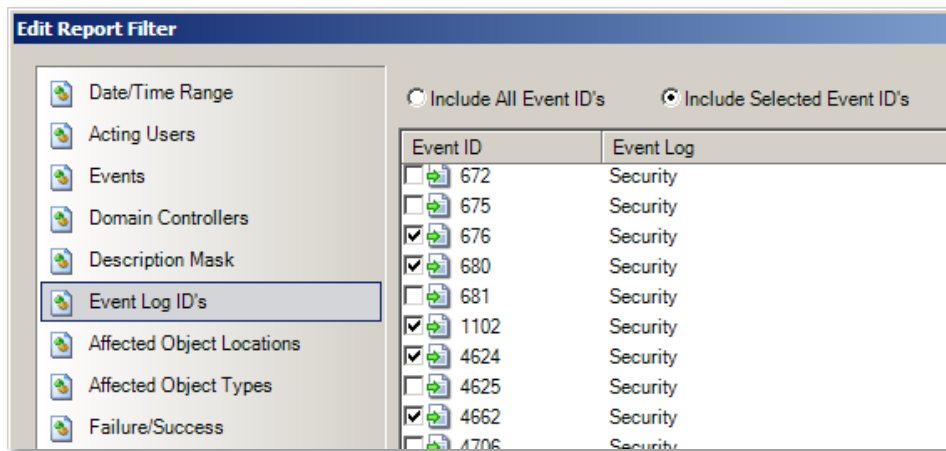 Edit Report Filter
Date/Time Range
Acting Users
Events
Domain Controllers
Description Mask
Event Log ID's
Affected Object Locations
Affected Object Types
Failure/Success
Include All Event ID's Include Selected Event ID's
Event ID Event Log
672 Security
675 Security
676 Security
680 Security
681 Security
1102 Security
4624 Security
4625 Security
4662 Security
4706 Security